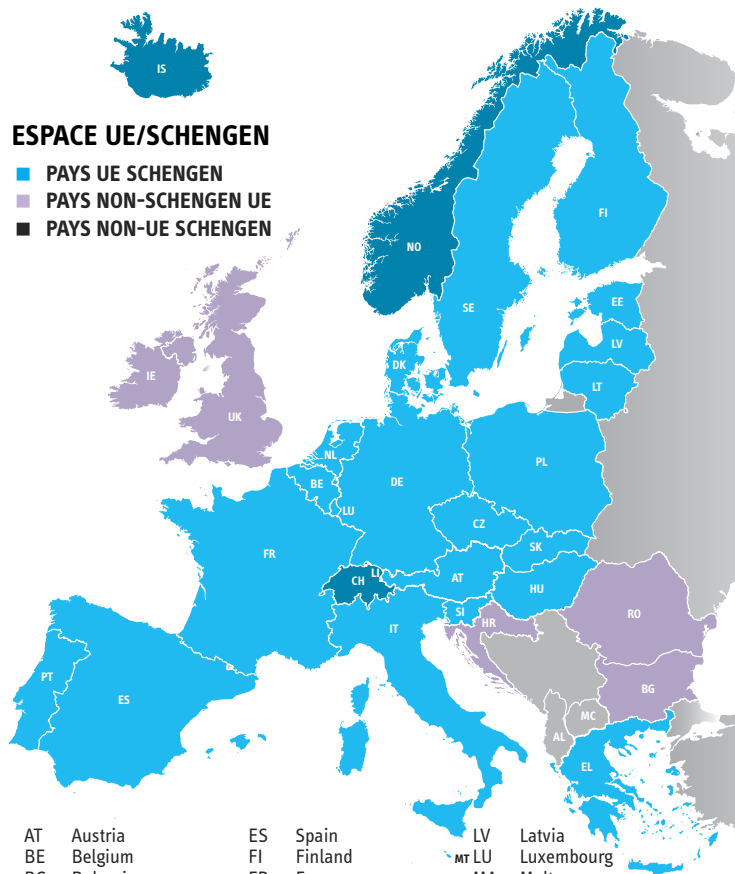 IS
ESPACE UE/SCHENGEN
PAYS UE SCHENGEN
PAYS NON-SCHENGEN UE
PAYS NON-UE SCHENGEN
NO
FI
SE
EE
LV
LT
DK
IE
UK
NL
BE
DE
PL
LU
CZ
FR
SK
CH
LI
AT
HU
SI
IT
HR
RO
PT
ES
BG
MC
AL
EL
AT Austria
BE Belgium
ES Spain
FI Finland
LV Latvia
MT
LU Luxembourg